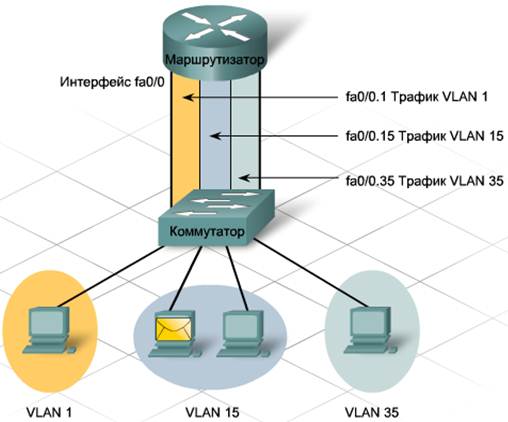 Маршрутизатор
Интерфейс fa0/0
fa0/0.1 Трафик VLAN 1
fa0/0.15 Трафик VLAN 15
fa0/0.35 Трафик VLAN 35
Коммутатор
VLAN 1
VLAN 15
VLAN 35